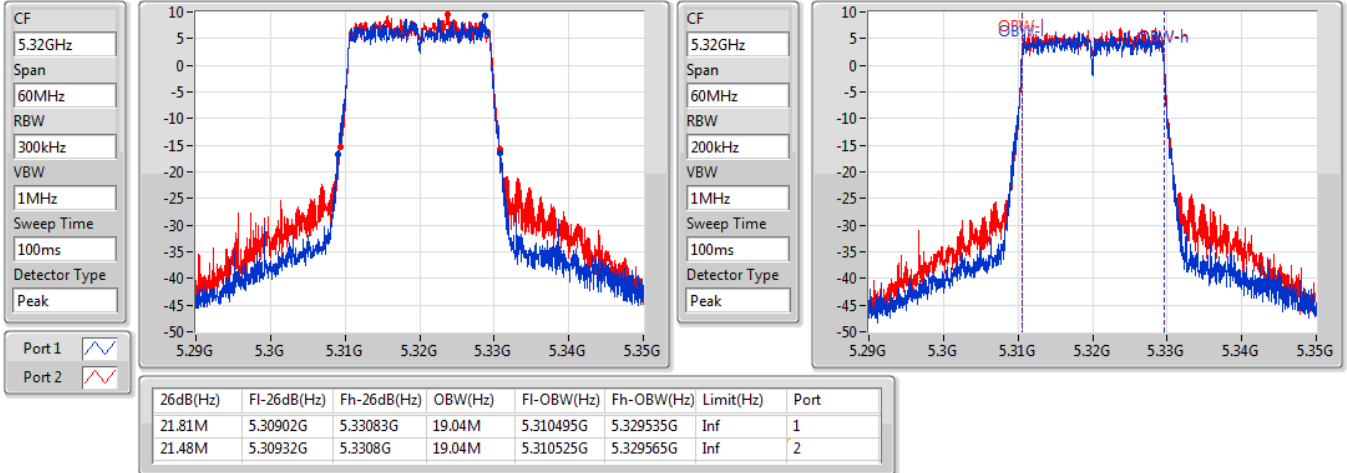 CF
5.32GHz
Span
60MHz
RBW
300kHz
VBW
1MHz
Sweep Time
100ms
Detector Type
Peak
10
5
0
-5
-10
-15
-20
-25
-30
-35
-40
-45
-50
5.29G 5.3G 5.31G 5.32G 5.33G 5.34G 5.35G
CF
5.32GHz
Span
60MHz
RBW
200kHz
VBW
1MHz
Sweep Time
100ms
Detector Type
Peak
10
5
0
-5
-10
-15
-20
-25
-30
-35
-40
-45
-50
OBW-l
OBW-l
OBW-h
5.29G 5.3G 5.31G 5.32G 5.33G 5.34G 5.35G
Port 1
Port 2
26dB(Hz) Fl-26dB(Hz) Fh-26dB(Hz) OBW(Hz) Fl-OBW(Hz) Fh-OBW(Hz) Limit(Hz) Port
21.81M 5.30902G 5.33083G 19.04M 5.310495G 5.329535G Inf 1
21.48M 5.30932G 5.3308G 19.04M 5.310525G 5.329565G Inf 2